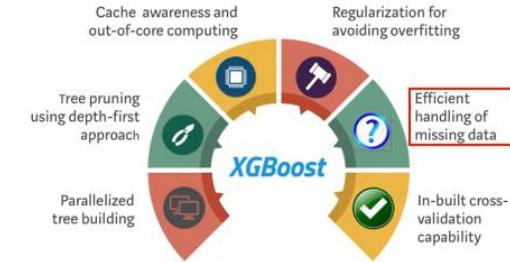 Cache awareness and
out-of-core computing
Regularization for
avoiding overfitting
Tree pruning
using depth-first
approach
Efficient
handling of
missing data
?
XGBoost
Parallelized
tree building
In-built cross-
validation
capability